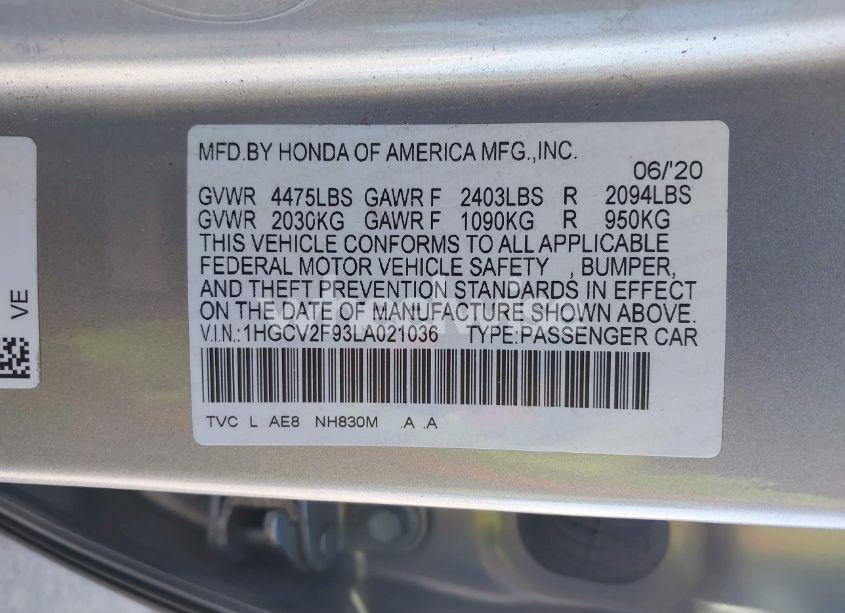 MFD.BY HONDA OF AMERICA MFG.,INC.
06/'20
GVWR 4475LBS GAWR F 2403LBS R 2094LBS
GVWR 2030KG GAWR F 1090KG R 950KG
THIS VEHICLE CONFORMS TO ALL APPLICABLE
FEDERAL MOTOR VEHICLE SAFETY , BUMPER,
AND THEFT PREVENTION STANDARDS IN EFFECT
ON THE DATE OF MANUFACTURE SHOWN ABOVE.
V.I.N.:1HGCV2F93LA021036 TYPE:PASSENGER CAR
TVC L AE8 NH830M .A .A
VE